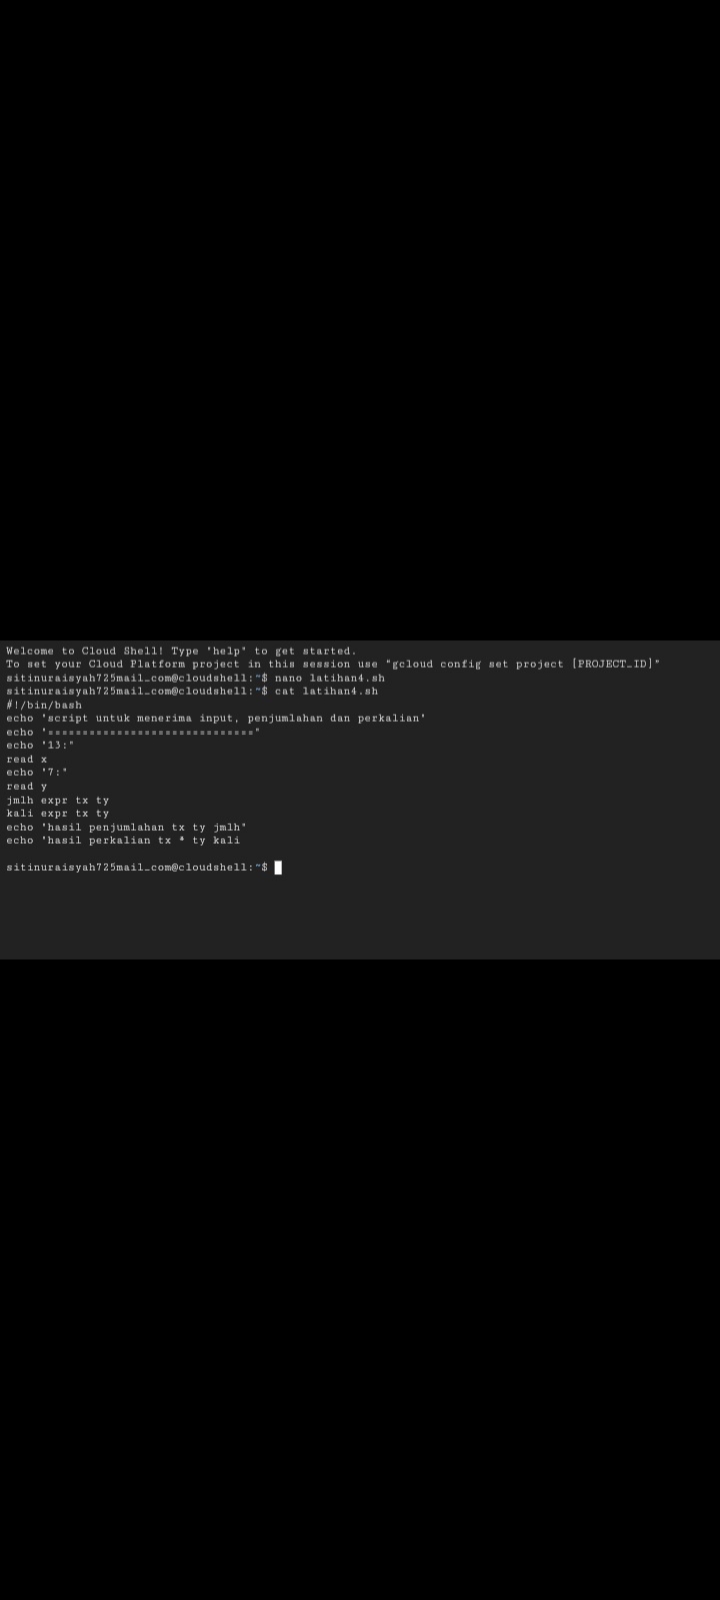 Welcome to Cloud Shell! Type "help" to get started.
To set your Cloud Platform project in this session use "gcloud config set project [PROJECT_ID]"
sitinuraisyah725mail_com@cloudshell:~$ nano latihan4.sh
sitinuraisyah725mail_com@cloudshell:~$ cat latihan4.sh
#!/bin/bash
echo "script untuk menerima input, penjumlahan dan perkalian"
echo "=============================="
echo "13:"
read x
echo "7:"
read y
jmlh expr tx ty
kali expr tx ty
echo "hasil penjumlahan tx ty jmlh"
echo "hasil perkalian tx * ty kali
sitinuraisyah725mail_com@cloudshell:~$